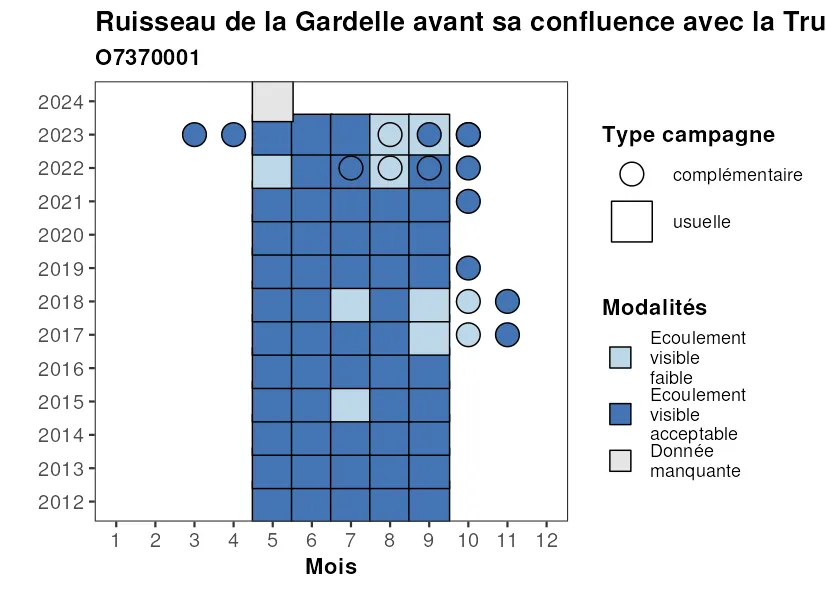 Ruisseau de la Gardelle avant sa confluence avec la Tru
O7370001
2024
2023
2022
2021
2020
2019
2018
2017
2016
2015
2014
2013
2012
1 2 3 4 5 6 7 8 9 10 11 12
Mois
Type campagne
complémentaire
usuelle
Modalités
Ecoulement
visible
faible
Ecoulement
visible
acceptable
Donnée
manquante